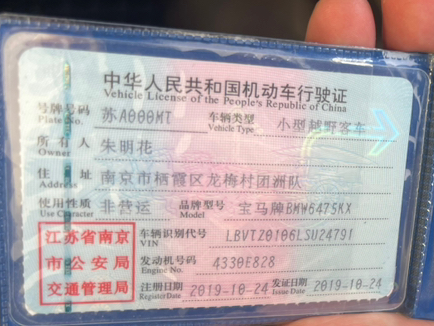 中华人民共和国机动车行驶证
Vehicle License of the People's Republic of China
号牌号码 苏A000MT 车辆类型 小型越野客车
Plate No. Vehicle Type
所有人 朱明花
Owner
住址 南京市栖霞区龙梅村团洲队
Address
使用性质 非营运 品牌型号 宝马牌BMW6475KX
Use Character Model
江苏省南京
市公安局
交通管理局
车辆识别代号 LBVTZ0106LSU24791
VIN
发动机号码 4330E828
Engine No.
注册日期 2019-10-24 发证日期 2019-10-24
Register Date Issue Date